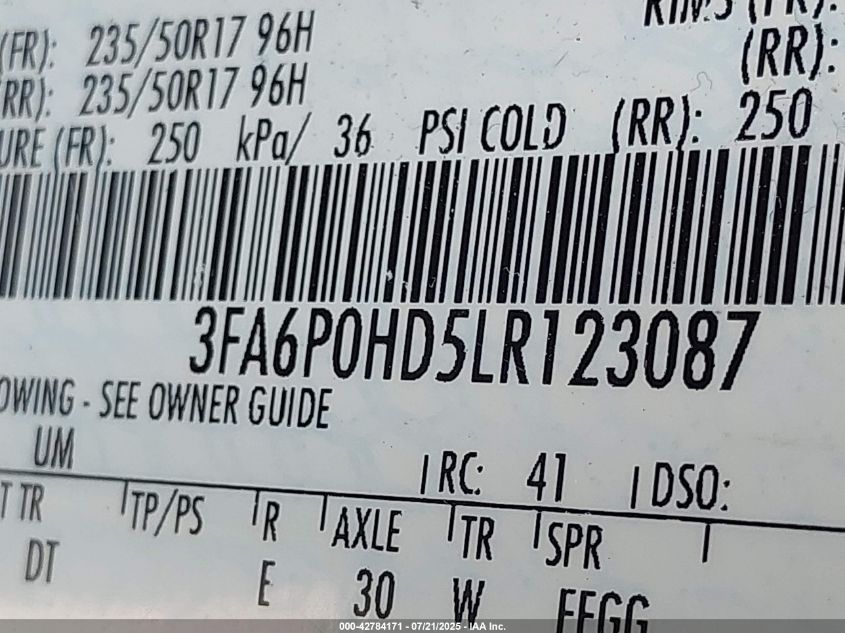 RIMS (FR):
(FR): 235/50R17 96H
(RR):
RR): 235/50R17 96H
URE (FR): 250 kPa/ 36 PSI COLD (RR): 250
3FA6P0HD5LR123087
OWING - SEE OWNER GUIDE
UM
RC: 41 DSO:
T TR TP/PS R AXLE TR SPR
DT E 30 W EEGG
000-42784171 - 07/21/2025 - IAA Inc.